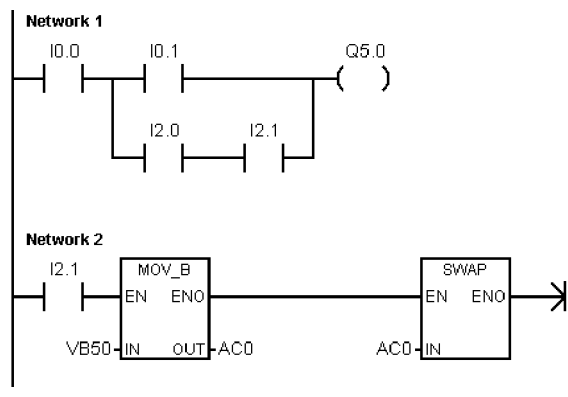 Network 1
I0.0 I0.1 Q5.0
I2.0 I2.1
Network 2
I2.1 MOV_B SWAP
EN ENO EN ENO
VB50 IN OUT AC0 AC0 IN